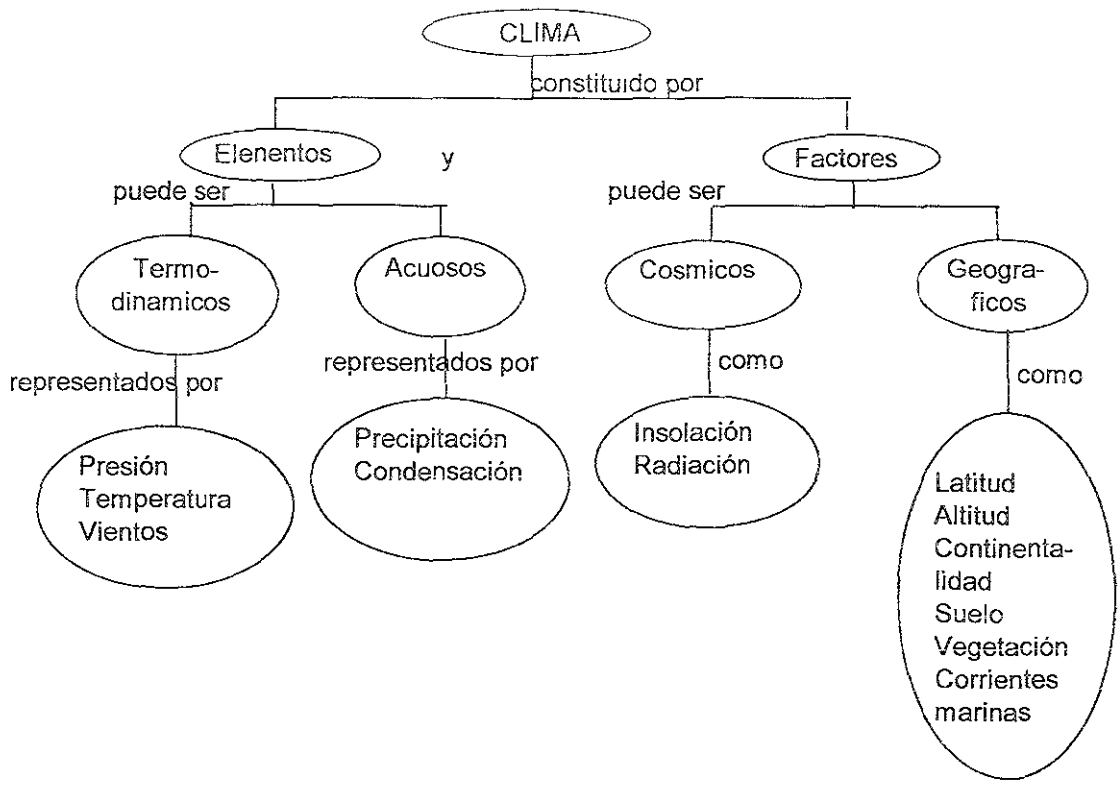 CLIMA
constituido por
Elenentos
y
Factores
puede ser
puede ser
Termo-
dinamicos
Acuosos
Cosmicos
Geogra-
ficos
representados por
representados por
como
como
Presión
Temperatura
Vientos
Precipitación
Condensación
Insolación
Radiación
Latitud
Altitud
Continenta-
lidad
Suelo
Vegetación
Corrientes
marinas